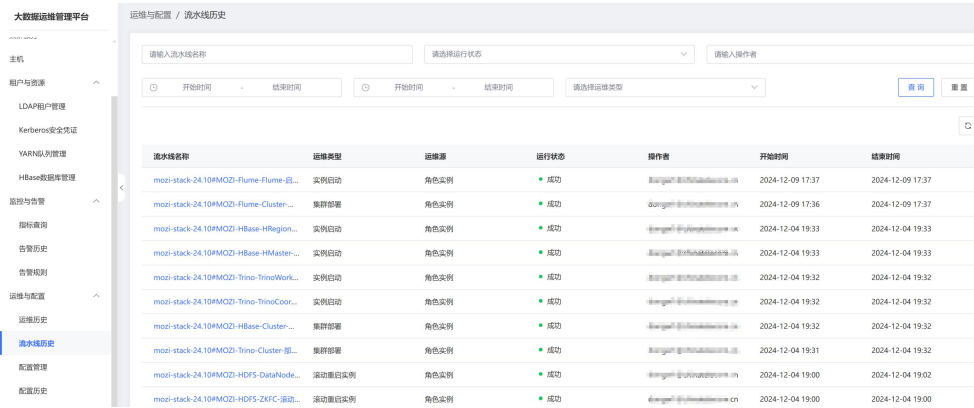 大数据运维管理平台
运维与配置 / 流水线历史
主机
租户与资源
LDAP租户管理
Kerberos安全凭证
YARN队列管理
HBase数据库管理
监控与告警
指标查询
告警历史
告警规则
运维与配置
运维历史
流水线历史
配置管理
配置历史
请输入流水线名称 请选择运行状态 请输入操作者
开始时间 - 结束时间 开始时间 - 结束时间 请选择运维类型 查询 重置
流水线名称 运维类型 运维源 运行状态 操作者 开始时间 结束时间
mozi-stack-24.10#MOZI-Flume-Flume-启... 实例启动 角色实例 成功 2024-12-09 17:37 2024-12-09 17:37
mozi-stack-24.10#MOZI-Flume-Cluster-... 集群部署 角色实例 成功 2024-12-09 17:36 2024-12-09 17:37
mozi-stack-24.10#MOZI-HBase-HRegion... 实例启动 角色实例 成功 2024-12-04 19:33 2024-12-04 19:33
mozi-stack-24.10#MOZI-HBase-HMaster-... 实例启动 角色实例 成功 2024-12-04 19:33 2024-12-04 19:33
mozi-stack-24.10#MOZI-Trino-TrinoWork... 实例启动 角色实例 成功 2024-12-04 19:32 2024-12-04 19:32
mozi-stack-24.10#MOZI-Trino-TrinoCoor... 实例启动 角色实例 成功 2024-12-04 19:32 2024-12-04 19:32
mozi-stack-24.10#MOZI-HBase-Cluster-... 集群部署 角色实例 成功 2024-12-04 19:32 2024-12-04 19:32
mozi-stack-24.10#MOZI-Trino-Cluster-部... 集群部署 角色实例 成功 2024-12-04 19:31 2024-12-04 19:32
mozi-stack-24.10#MOZI-HDFS-DataNode... 滚动重启实例 角色实例 成功 2024-12-04 19:00 2024-12-04 19:02
mozi-stack-24.10#MOZI-HDFS-ZKFC-滚动... 滚动重启实例 角色实例 成功 2024-12-04 19:00 2024-12-04 19:00